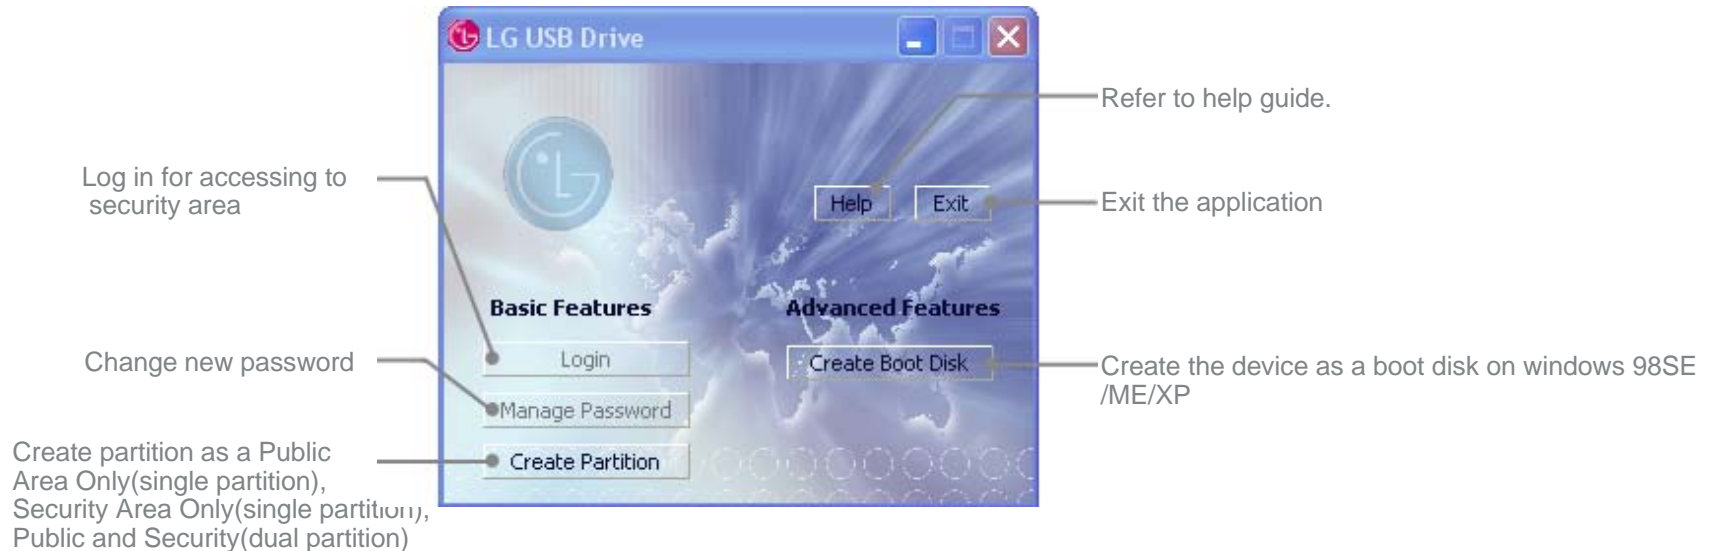 LG USB Drive
Refer to help guide.
Log in for accessing to
security area
Help
Exit
Exit the application
Basic Features
Advanced Features
Login
Create Boot Disk
Change new password
Create the device as a boot disk on windows 98SE
/ME/XP
Manage Password
Create Partition
Create partition as a Public
Area Only(single partition),
Security Area Only(single partition),
Public and Security(dual partition)